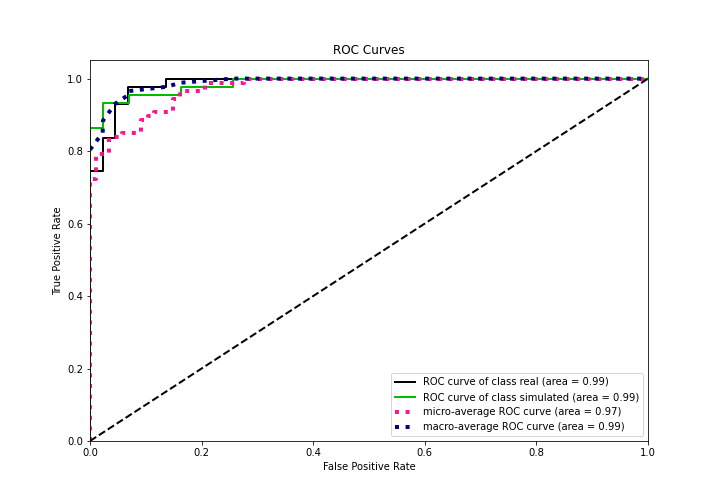 ROC Curves
True Positive Rate
1.0
0.8
0.6
0.4
0.2
0.0
0.0 0.2 0.4 0.6 0.8 1.0
False Positive Rate
ROC curve of class real (area = 0.99)
ROC curve of class simulated (area = 0.99)
micro-average ROC curve (area = 0.97)
macro-average ROC curve (area = 0.99)